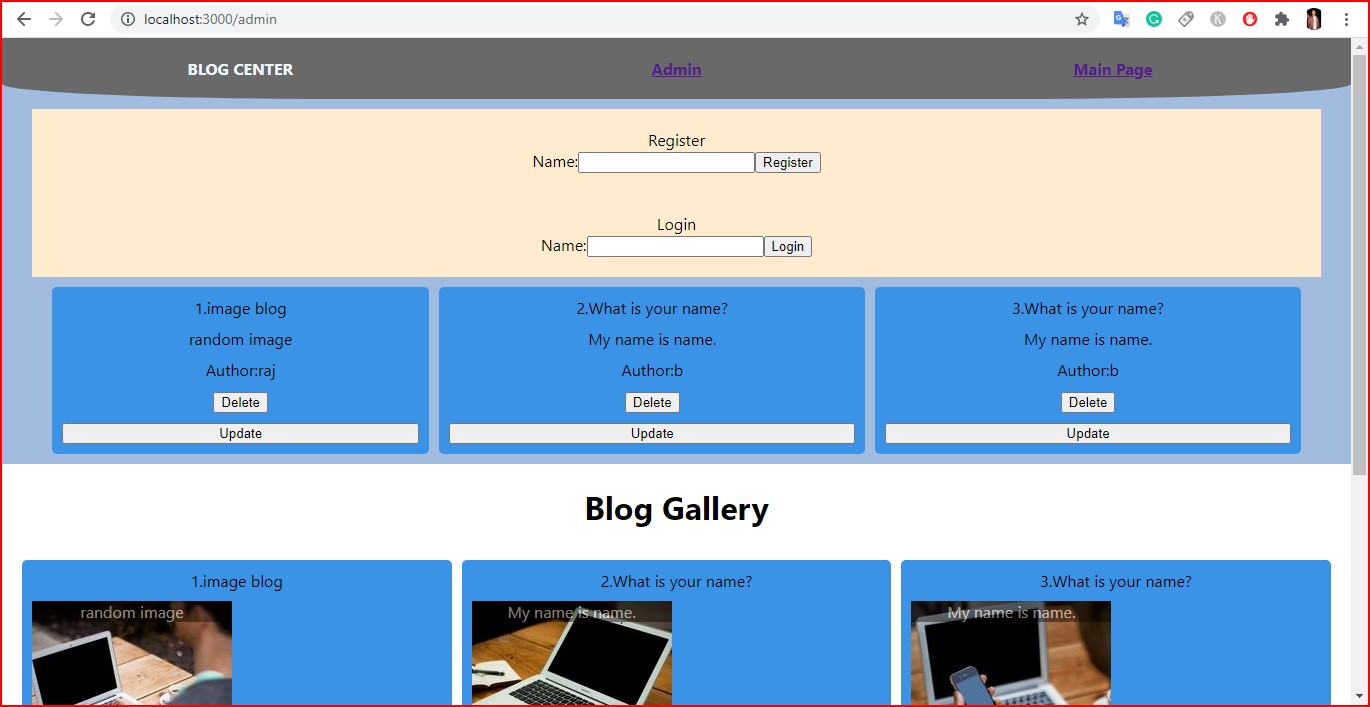 localhost:3000/admin
BLOG CENTER Admin Main Page
Register
Name: Register
Login
Name: Login
1.image blog
random image
Author:raj
Delete
Update
2.What is your name?
My name is name.
Author:b
Delete
Update
3.What is your name?
My name is name.
Author:b
Delete
Update
Blog Gallery
1.image blog
random image
2.What is your name?
My name is name.
3.What is your name?
My name is name.